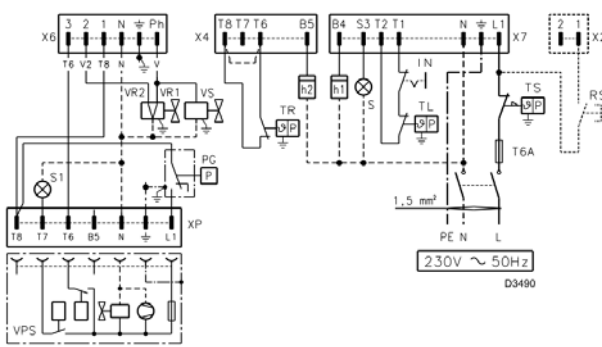 X6 3 2 1 N Ph
T6 V2 T8 N V
X4 T8 T7 T6 B5
B4 S3 T2 T1 N L1 X7
2 1 X2
VR2 VR1 VS
h2 h1 S
IN
TR ϑ P
TL ϑ P
TS ϑ P
RS
T6A
S1
PG P
1,5 mm²
XP
T8 T7 T6 B5 N L1
PE N L
230V ~ 50Hz
D3490
VPS